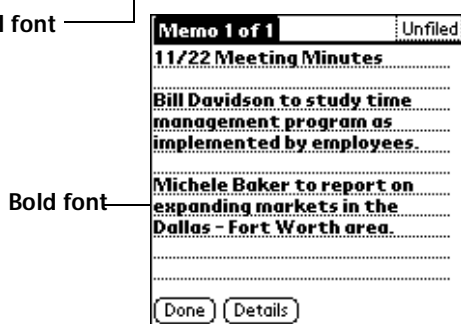 font
Memo 1 of 1 Unfiled
11/22 Meeting Minutes
Bill Davidson to study time
management program as
implemented by employees.
Michele Baker to report on
expanding markets in the
Dallas - Fort Worth area.
Bold font
Done Details